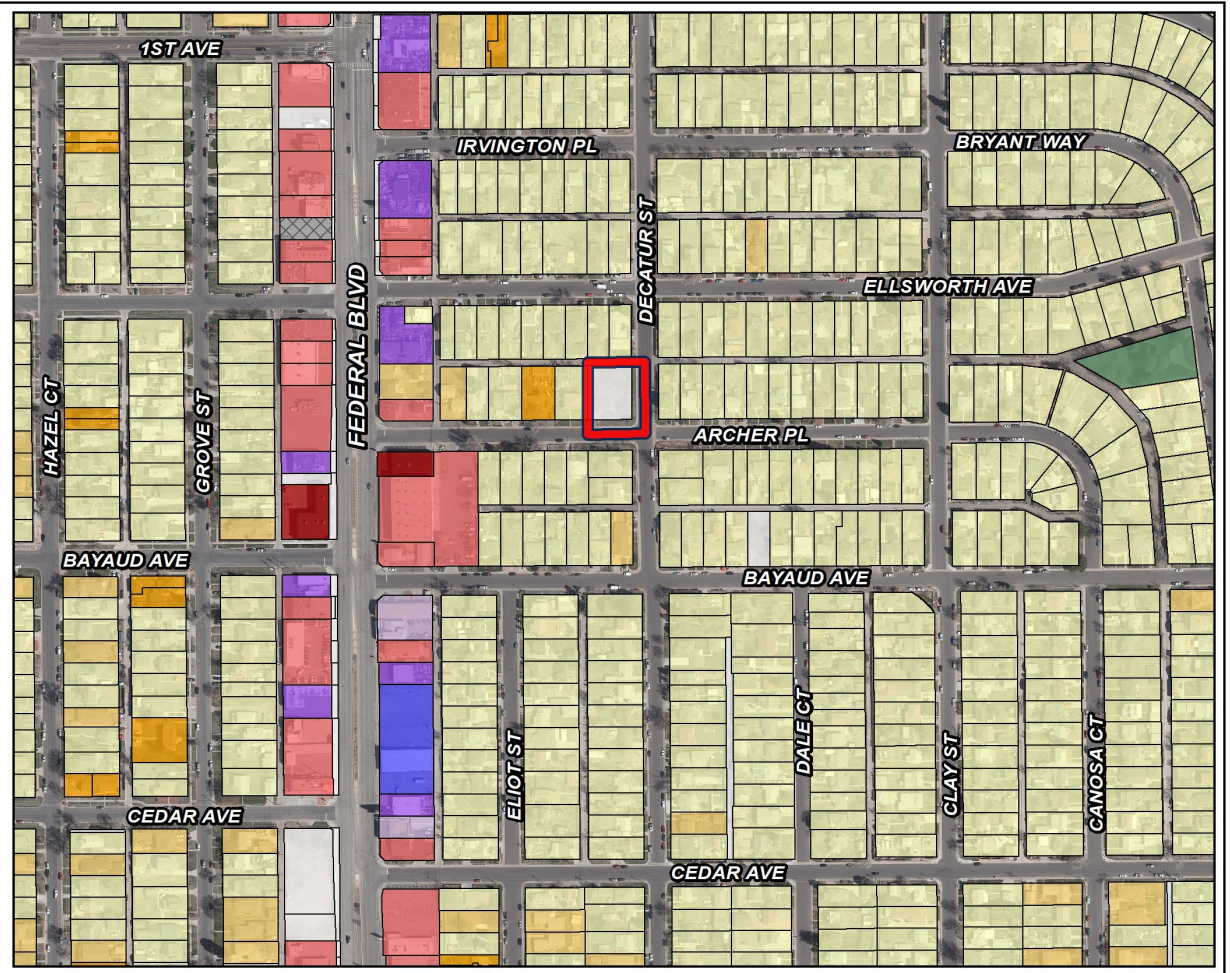 1ST AVE
IRVINGTON PL
BRYANT WAY
DECATUR ST
ELLSWORTH AVE
FEDERAL BLVD
HAZEL CT
GROVE ST
ARCHER PL
BAYAUD AVE
BAYAUD AVE
ELIOT ST
DALE CT
CLAY ST
CANOSA CT
CEDAR AVE
CEDAR AVE